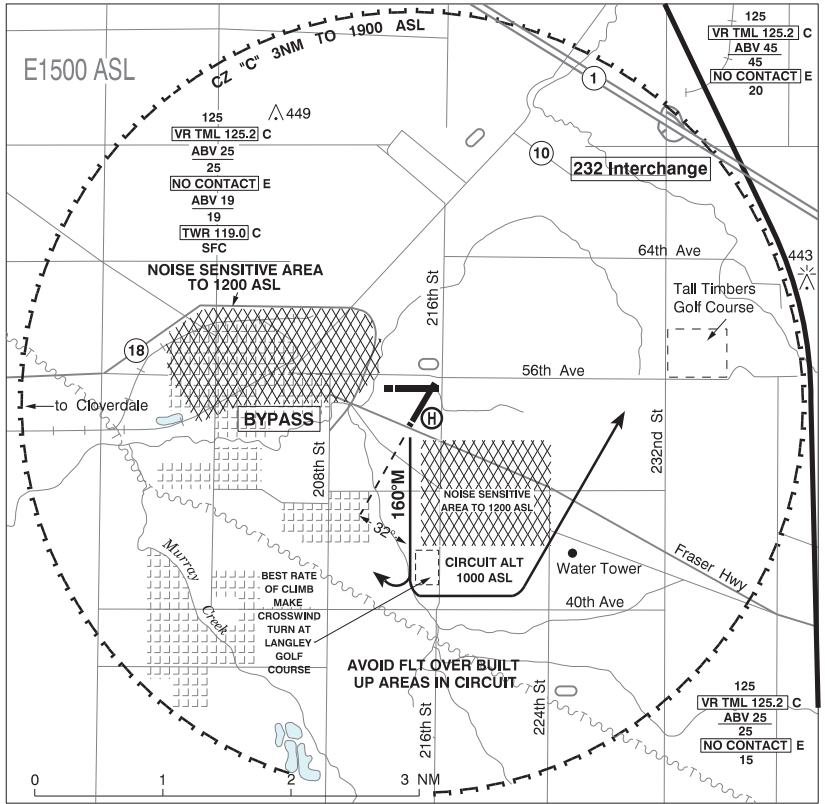 CZ "C" 3NM TO 1900 ASL
E1500 ASL
125
VR TML 125.2 C
ABV 25
25
NO CONTACT E
ABV 19
19
TWR 119.0 C
SFC
449
125
VR TML 125.2 C
ABV 45
45
NO CONTACT E
20
1
10
232 Interchange
64th Ave
443
NOISE SENSITIVE AREA
TO 1200 ASL
216th St
Tall Timbers
Golf Course
18
56th Ave
to Cloverdale
BYPASS
H
208th St
232nd St
160°M
NOISE SENSITIVE
AREA TO 1200 ASL
32°
CIRCUIT ALT
1000 ASL
Water Tower
Fraser Hwy
Murray
Creek
BEST RATE
OF CLIMB
MAKE
CROSSWIND
TURN AT
LANGLEY
GOLF
COURSE
40th Ave
AVOID FLT OVER BUILT
UP AREAS IN CIRCUIT
216th St
224th St
125
VR TML 125.2 C
ABV 25
25
NO CONTACT E
15
0 1 2 3 NM